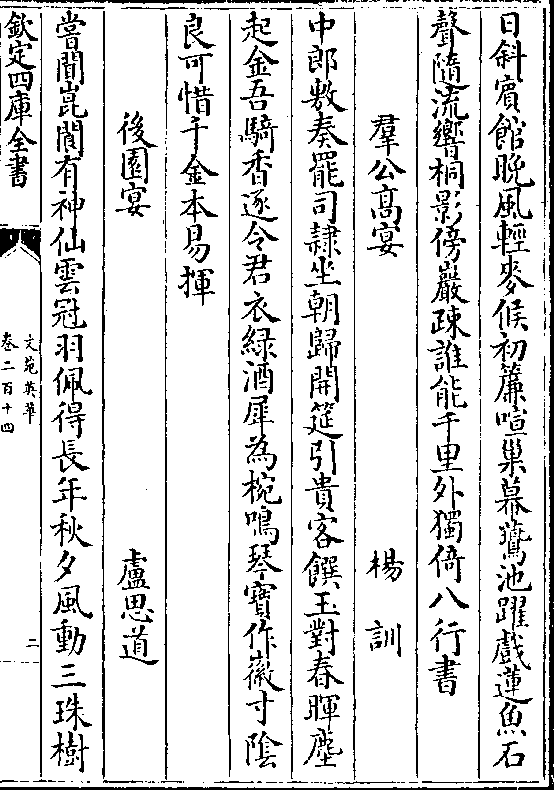 日斜賓館晚風輕麥候初簾喧巢幕鷰池躍戲蓮魚石
聲隨流響桐影傍巖疎誰能千里外獨倚八行書
羣公髙宴 楊訓
中郎敷奏罷司隷坐朝歸開筵引貴客饌玉對春暉塵
起金吾騎香逐令君衣綠酒犀為椀鳴琴寶作徽寸陰
良可惜千金本易揮
後園宴 盧思道
嘗聞崑閬有神仙雲冠羽佩得長年秋夕風動三珠樹
欽定四庫全書
文苑英華
卷二百十四
二